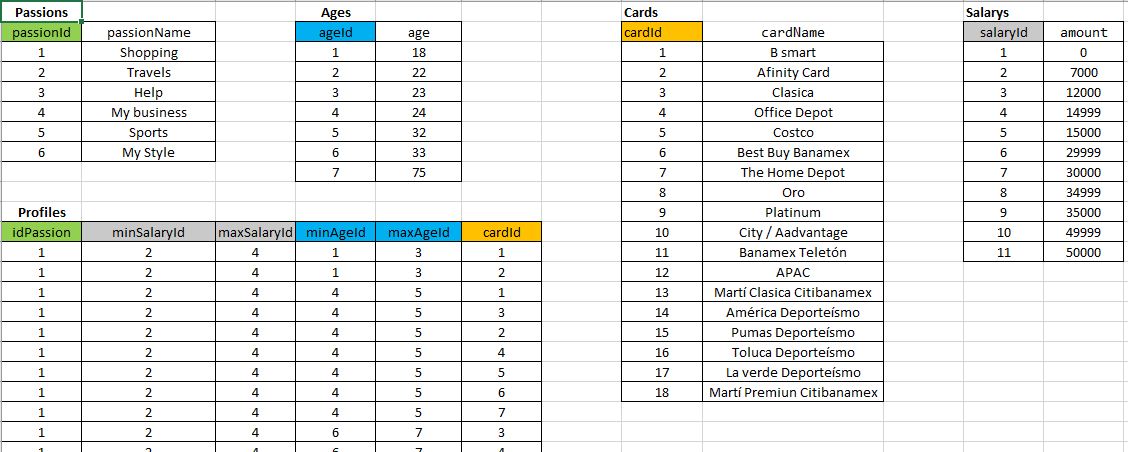 Passions Ages Cards Salarys
passionId passionName ageId age cardId cardName salaryId amount
1 Shopping 1 18 1 B smart 1 0
2 Travels 2 22 2 Afinity Card 2 7000
3 Help 3 23 3 Clasica 3 12000
4 My business 4 24 4 Office Depot 4 14999
5 Sports 5 32 5 Costco 5 15000
6 My Style 6 33 6 Best Buy Banamex 6 29999
7 75 7 The Home Depot 7 30000
8 Oro 8 34999
Profiles 9 Platinum 9 35000
idPassion minSalaryId maxSalaryId minAgeId maxAgeId cardId 10 City / Aadvantage 10 49999
1 2 4 1 3 1 11 Banamex Teletón 11 50000
1 2 4 1 3 2 12 APAC
1 2 4 4 5 1 13 Martí Clasica Citibanamex
1 2 4 4 5 3 14 América Deporteísmo
1 2 4 4 5 2 15 Pumas Deporteísmo
1 2 4 4 5 4 16 Toluca Deporteísmo
1 2 4 4 5 5 17 La verde Deporteísmo
1 2 4 4 5 6 18 Martí Premiun Citibanamex
1 2 4 4 5 7
1 2 4 6 7 3
1 2 4 6 7 4